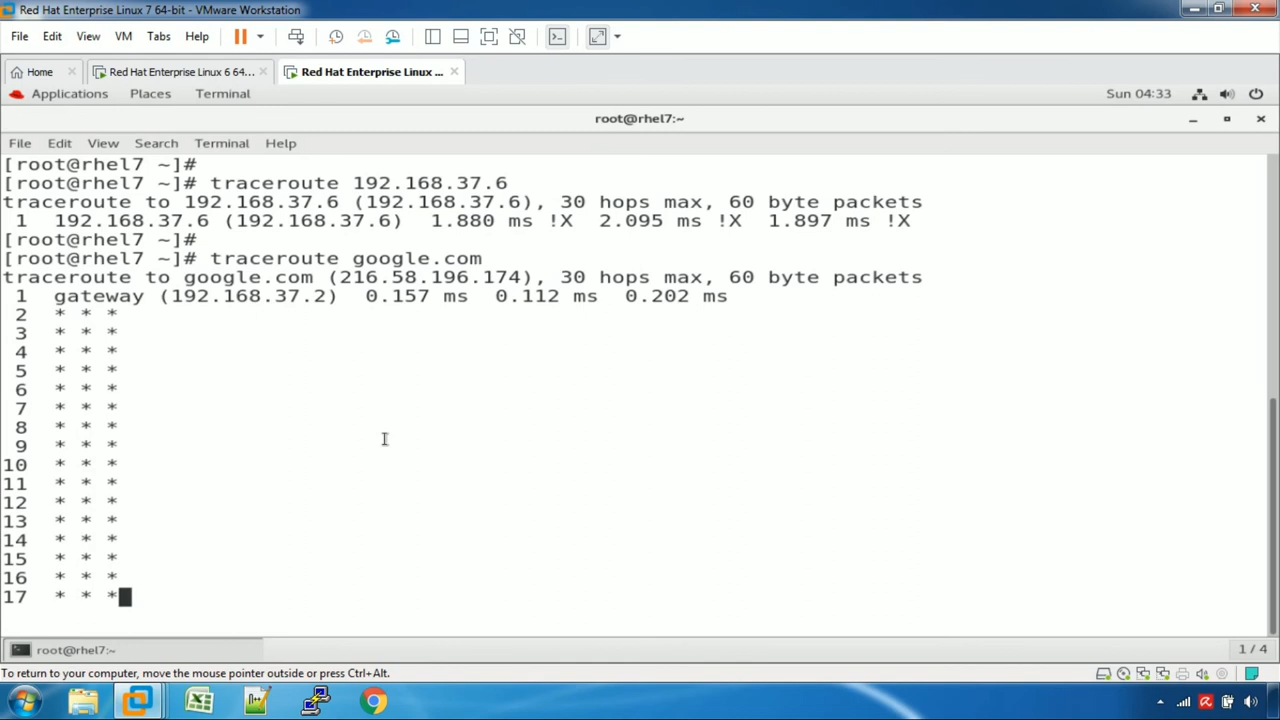 Red Hat Enterprise Linux 7 64-bit - VMware Workstation
File Edit View VM Tabs Help
Home Red Hat Enterprise Linux 6 64... Red Hat Enterprise Linux ...
Applications Places Terminal Sun 04:33
root@rhel7:~
File Edit View Search Terminal Help
[root@rhel7 ~]#
[root@rhel7 ~]# traceroute 192.168.37.6
traceroute to 192.168.37.6 (192.168.37.6), 30 hops max, 60 byte packets
1 192.168.37.6 (192.168.37.6) 1.880 ms !X 2.095 ms !X 1.897 ms !X
[root@rhel7 ~]#
[root@rhel7 ~]# traceroute google.com
traceroute to google.com (216.58.196.174), 30 hops max, 60 byte packets
1 gateway (192.168.37.2) 0.157 ms 0.112 ms 0.202 ms
2 * * *
3 * * *
4 * * *
5 * * *
6 * * *
7 * * *
8 * * *
9 * * *
10 * * *
11 * * *
12 * * *
13 * * *
14 * * *
15 * * *
16 * * *
17 * * *
root@rhel7:~ 1 / 4
To return to your computer, move the mouse pointer outside or press Ctrl+Alt.